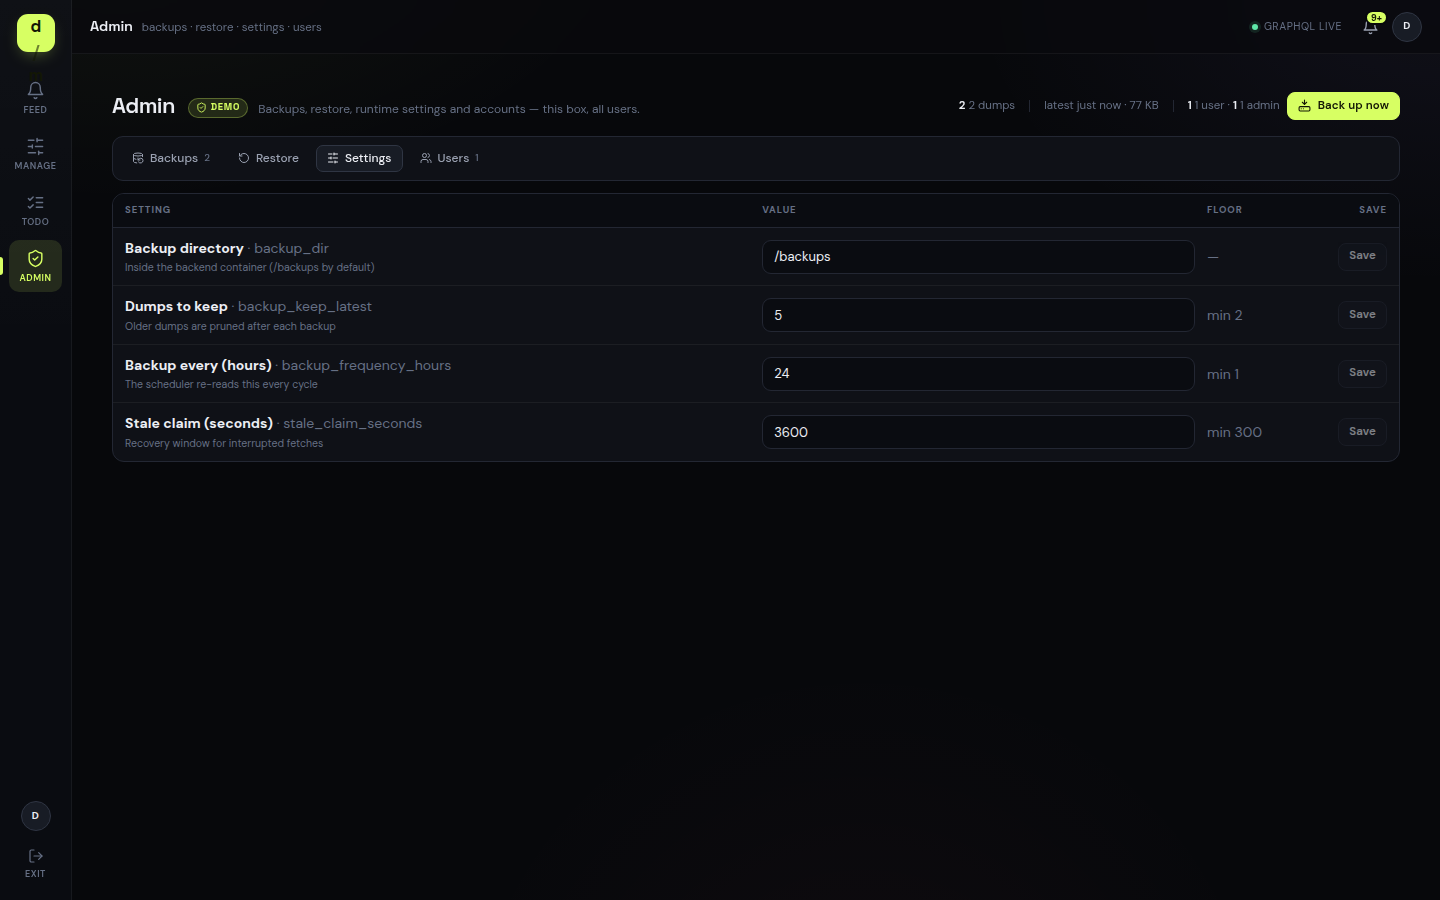 d
/
FEED
MANAGE
TODO
ADMIN
D
EXIT
Admin backups · restore · settings · users
GRAPHQL LIVE
9+
D
Admin DEMO Backups, restore, runtime settings and accounts — this box, all users.
2 2 dumps latest just now · 77 KB 1 1 user · 1 1 admin Back up now
Backups 2 Restore Settings Users 1
SETTING VALUE FLOOR SAVE
Backup directory · backup_dir
Inside the backend container (/backups by default)
/backups — Save
Dumps to keep · backup_keep_latest
Older dumps are pruned after each backup
5 min 2 Save
Backup every (hours) · backup_frequency_hours
The scheduler re-reads this every cycle
24 min 1 Save
Stale claim (seconds) · stale_claim_seconds
Recovery window for interrupted fetches
3600 min 300 Save